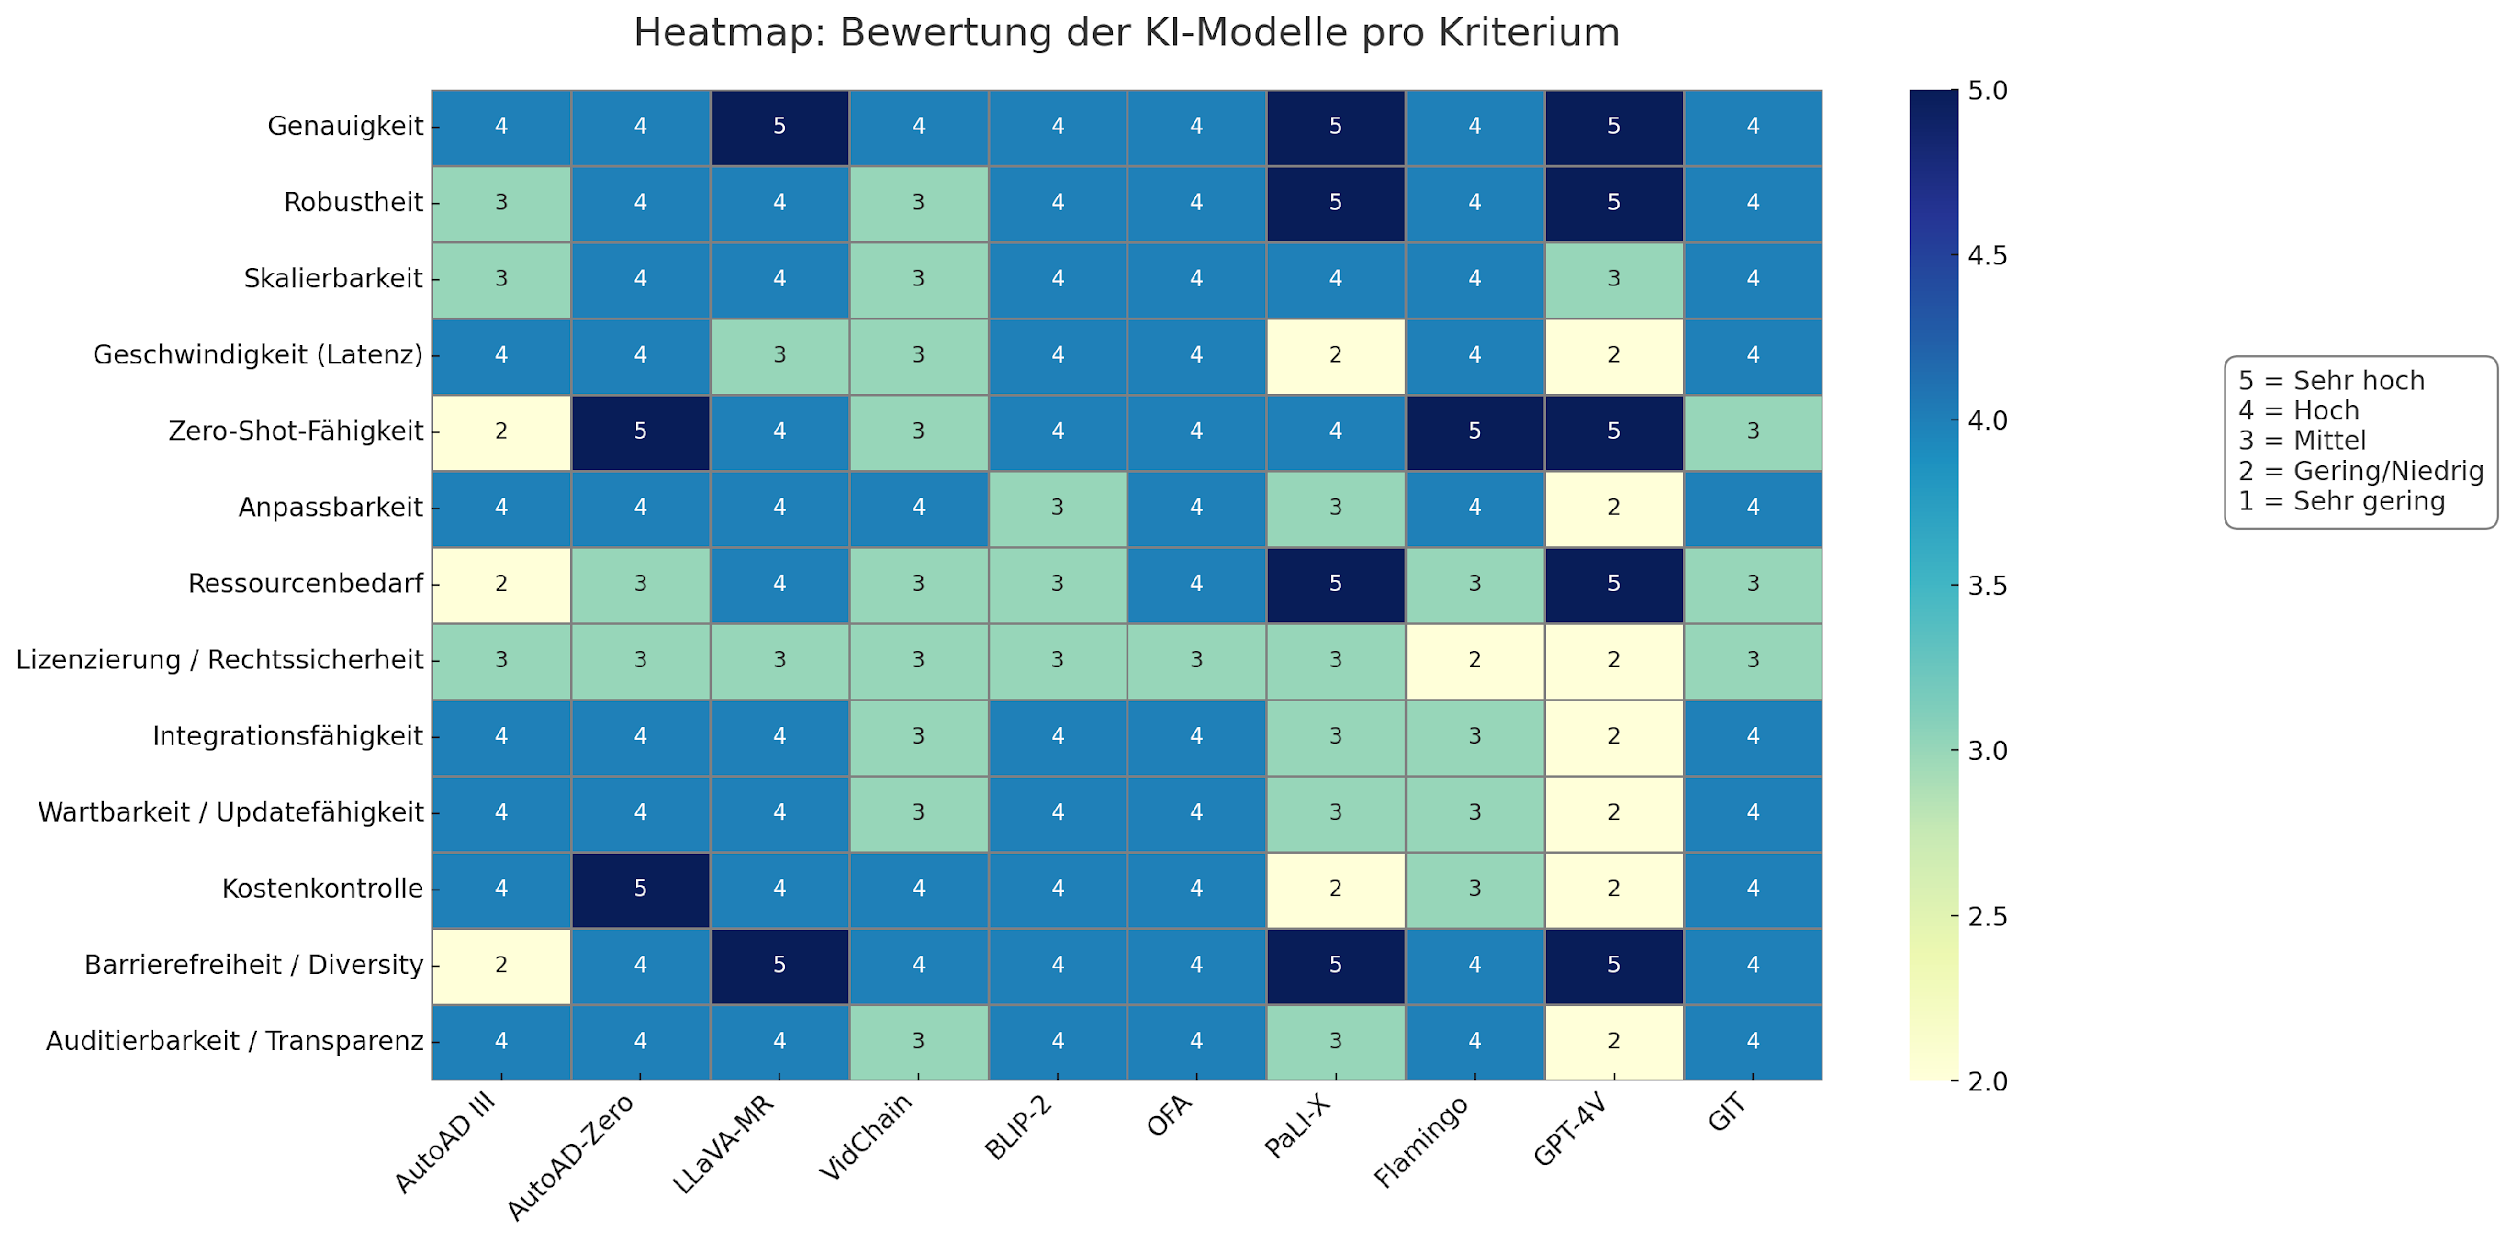 Heatmap: Bewertung der KI-Modelle pro Kriterium
Genauigkeit 4 4 5 4 4 4 5 4 5 4
Robustheit 3 4 4 3 4 4 5 4 5 4
Skalierbarkeit 3 4 4 3 4 4 4 4 3 4
Geschwindigkeit (Latenz) 4 4 3 3 4 4 2 4 2 4
Zero-Shot-Fähigkeit 2 5 4 3 4 4 4 5 5 3
Anpassbarkeit 4 4 4 4 3 4 3 4 2 4
Ressourcenbedarf 2 3 4 3 3 4 5 3 5 3
Lizenzierung / Rechtssicherheit 3 3 3 3 3 3 3 2 2 3
Integrationsfähigkeit 4 4 4 3 4 4 3 3 2 4
Wartbarkeit / Updatefähigkeit 4 4 4 3 4 4 3 3 2 4
Kostenkontrolle 4 5 4 4 4 4 2 3 2 4
Barrierefreiheit / Diversity 2 4 5 4 4 4 5 4 5 4
Auditierbarkeit / Transparenz 4 4 4 3 4 4 3 4 2 4
AutoAD III
AutoAD-Zero
LLaVA-MR
VidChain
BLIP-2
OFA
PaLI-X
Flamingo
GPT-4V
GIT
5.0
4.5
4.0
3.5
3.0
2.5
2.0
5 = Sehr hoch
4 = Hoch
3 = Mittel
2 = Gering/Niedrig
1 = Sehr gering